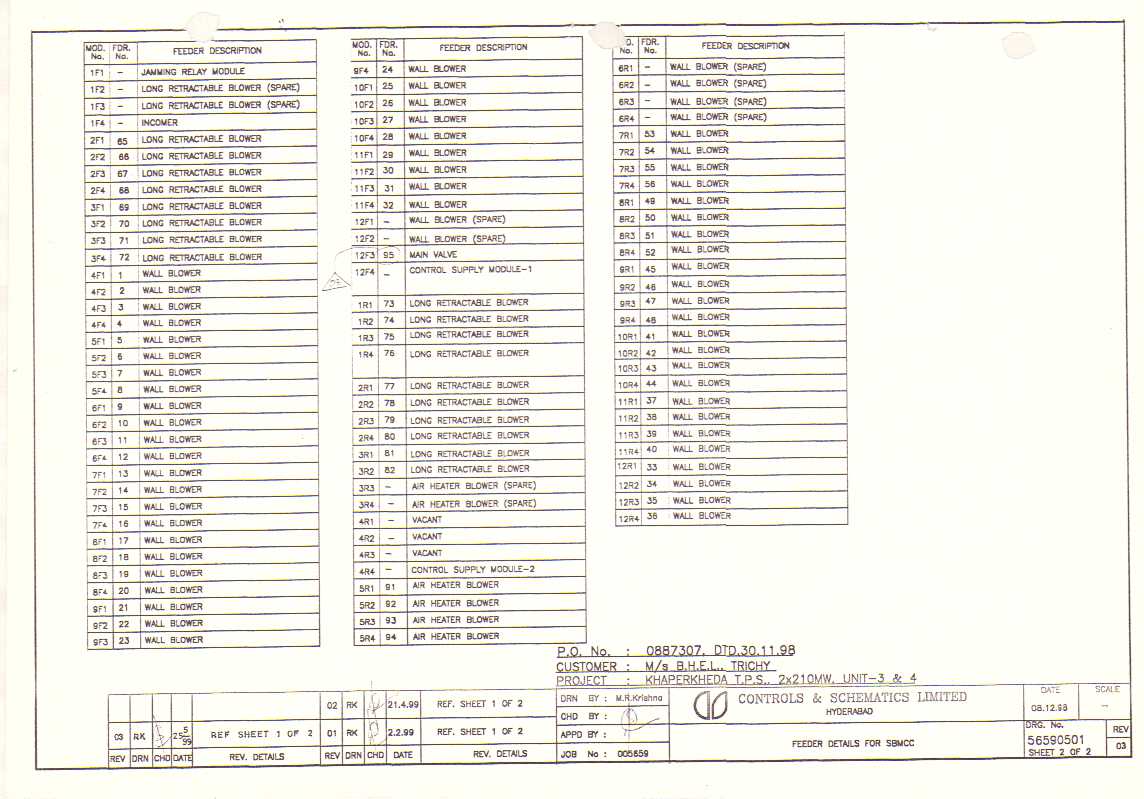 MOD. No. FDR. No. FEEDER DESCRIPTION
1F1 - JAMMING RELAY MODULE
1F2 - LONG RETRACTABLE BLOWER (SPARE)
1F3 - LONG RETRACTABLE BLOWER (SPARE)
1F4 - INCOMER
2F1 65 LONG RETRACTABLE BLOWER
2F2 66 LONG RETRACTABLE BLOWER
2F3 67 LONG RETRACTABLE BLOWER
2F4 68 LONG RETRACTABLE BLOWER
3F1 69 LONG RETRACTABLE BLOWER
3F2 70 LONG RETRACTABLE BLOWER
3F3 71 LONG RETRACTABLE BLOWER
3F4 72 LONG RETRACTABLE BLOWER
4F1 1 WALL BLOWER
4F2 2 WALL BLOWER
4F3 3 WALL BLOWER
4F4 4 WALL BLOWER
5F1 5 WALL BLOWER
5F2 6 WALL BLOWER
5F3 7 WALL BLOWER
5F4 8 WALL BLOWER
6F1 9 WALL BLOWER
6F2 10 WALL BLOWER
6F3 11 WALL BLOWER
6F4 12 WALL BLOWER
7F1 13 WALL BLOWER
7F2 14 WALL BLOWER
7F3 15 WALL BLOWER
7F4 16 WALL BLOWER
8F1 17 WALL BLOWER
8F2 18 WALL BLOWER
8F3 19 WALL BLOWER
8F4 20 WALL BLOWER
9F1 21 WALL BLOWER
9F2 22 WALL BLOWER
9F3 23 WALL BLOWER
MOD. No. FDR. No. FEEDER DESCRIPTION
9F4 24 WALL BLOWER
10F1 25 WALL BLOWER
10F2 26 WALL BLOWER
10F3 27 WALL BLOWER
10F4 28 WALL BLOWER
11F1 29 WALL BLOWER
11F2 30 WALL BLOWER
11F3 31 WALL BLOWER
11F4 32 WALL BLOWER
12F1 - WALL BLOWER (SPARE)
12F2 - WALL BLOWER (SPARE)
12F3 95 MAIN VALVE
12F4 - CONTROL SUPPLY MODULE-1
1R1 73 LONG RETRACTABLE BLOWER
1R2 74 LONG RETRACTABLE BLOWER
1R3 75 LONG RETRACTABLE BLOWER
1R4 76 LONG RETRACTABLE BLOWER
2R1 77 LONG RETRACTABLE BLOWER
2R2 78 LONG RETRACTABLE BLOWER
2R3 79 LONG RETRACTABLE BLOWER
2R4 80 LONG RETRACTABLE BLOWER
3R1 81 LONG RETRACTABLE BLOWER
3R2 82 LONG RETRACTABLE BLOWER
3R3 - AIR HEATER BLOWER (SPARE)
3R4 - AIR HEATER BLOWER (SPARE)
4R1 - VACANT
4R2 - VACANT
4R3 - VACANT
4R4 - CONTROL SUPPLY MODULE-2
5R1 91 AIR HEATER BLOWER
5R2 92 AIR HEATER BLOWER
5R3 93 AIR HEATER BLOWER
5R4 94 AIR HEATER BLOWER
No. FDR. No. FEEDER DESCRIPTION
6R1 - WALL BLOWER (SPARE)
6R2 - WALL BLOWER (SPARE)
6R3 - WALL BLOWER (SPARE)
6R4 - WALL BLOWER (SPARE)
7R1 53 WALL BLOWER
7R2 54 WALL BLOWER
7R3 55 WALL BLOWER
7R4 56 WALL BLOWER
8R1 49 WALL BLOWER
8R2 50 WALL BLOWER
8R3 51 WALL BLOWER
8R4 52 WALL BLOWER
9R1 45 WALL BLOWER
9R2 46 WALL BLOWER
9R3 47 WALL BLOWER
9R4 48 WALL BLOWER
10R1 41 WALL BLOWER
10R2 42 WALL BLOWER
10R3 43 WALL BLOWER
10R4 44 WALL BLOWER
11R1 37 WALL BLOWER
11R2 38 WALL BLOWER
11R3 39 WALL BLOWER
11R4 40 WALL BLOWER
12R1 33 WALL BLOWER
12R2 34 WALL BLOWER
12R3 35 WALL BLOWER
12R4 36 WALL BLOWER
P.O. No. : 0887307, DTD.30.11.98
CUSTOMER : M/s B.H.E.L., TRICHY
PROJECT : KHAPERKHEDA T.P.S., 2x210MW, UNIT-3 & 4
02 RK 21.4.99 REF. SHEET 1 OF 2
03 RK 25 5/99 REF SHEET 1 OF 2 01 RK 2.2.99 REF. SHEET 1 OF 2
REV DRN CHD DATE REV. DETAILS REV DRN CHD DATE REV. DETAILS
DRN BY : M.R.Krishna
CHD BY :
APPD BY :
JOB No : 005659
CONTROLS & SCHEMATICS LIMITED
HYDERABAD
FEEDER DETAILS FOR SBMCC
DATE 08.12.98
SCALE -
DRG. No. 56590501
SHEET 2 OF 2
REV 03